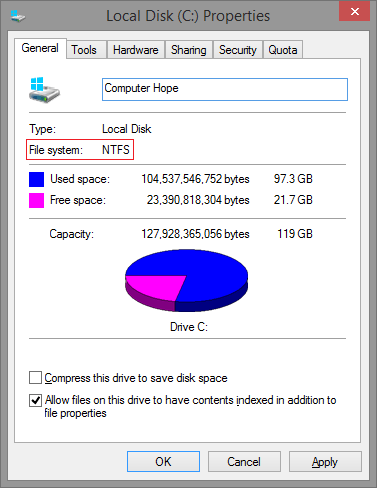 Local Disk (C:) Properties
General Tools Hardware Sharing Security Quota
Computer Hope
Type: Local Disk
File system: NTFS
Used space: 104,537,546,752 bytes 97.3 GB
Free space: 23,390,818,304 bytes 21.7 GB
Capacity: 127,928,365,056 bytes 119 GB
Drive C:
Compress this drive to save disk space
Allow files on this drive to have contents indexed in addition to
file properties
OK Cancel Apply